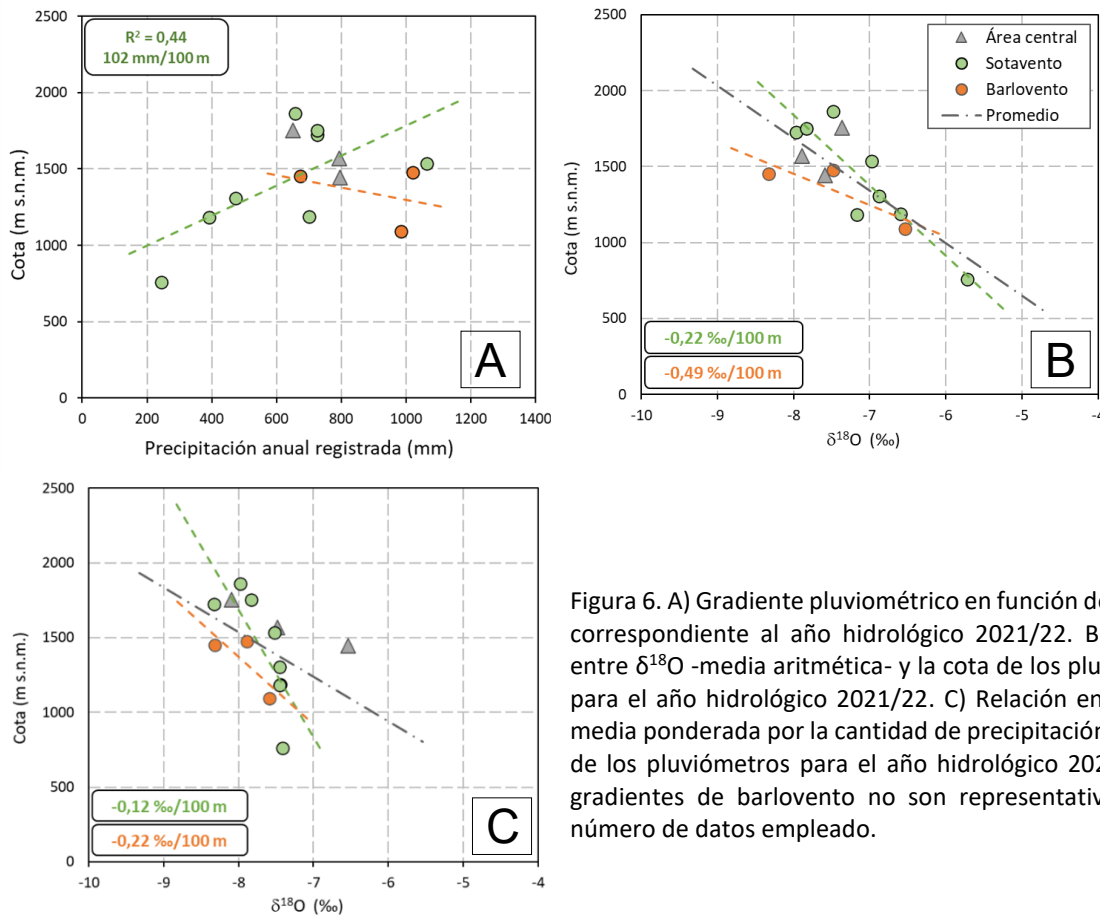 R² = 0,44
102 mm/100 m
2500
2000
1500
1000
500
0
Cota (m s.n.m.)
0 200 400 600 800 1000 1200 1400
Precipitación anual registrada (mm)
A
Área central
Sotavento
Barlovento
Promedio
2500
2000
1500
1000
500
0
Cota (m s.n.m.)
-0,22 ‰/100 m
-0,49 ‰/100 m
-10 -9 -8 -7 -6 -5 -4
δ¹⁸O (‰)
B
2500
2000
1500
1000
500
0
Cota (m s.n.m.)
-0,12 ‰/100 m
-0,22 ‰/100 m
-10 -9 -8 -7 -6 -5 -4
δ¹⁸O (‰)
C
Figura 6. A) Gradiente pluviométrico en función de
correspondiente al año hidrológico 2021/22. B
entre δ¹⁸O -media aritmética- y la cota de los plu
para el año hidrológico 2021/22. C) Relación en
media ponderada por la cantidad de precipitación
de los pluviómetros para el año hidrológico 202
gradientes de barlovento no son representativ
número de datos empleado.